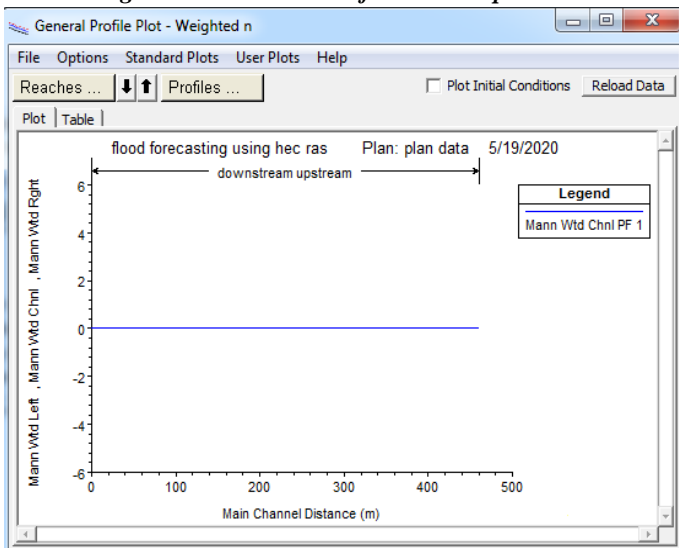 General Profile Plot - Weighted n
File Options Standard Plots User Plots Help
Reaches ... Profiles ... Plot Initial Conditions Reload Data
Plot Table
flood forecasting using hec ras Plan: plan data 5/19/2020
downstream upstream
Legend
Mann Wtd Chnl PF 1
Mann Wtd Left , Mann Wtd Chnl , Mann Wtd Rght
6
4
2
0
-2
-4
-6
0 100 200 300 400 500
Main Channel Distance (m)